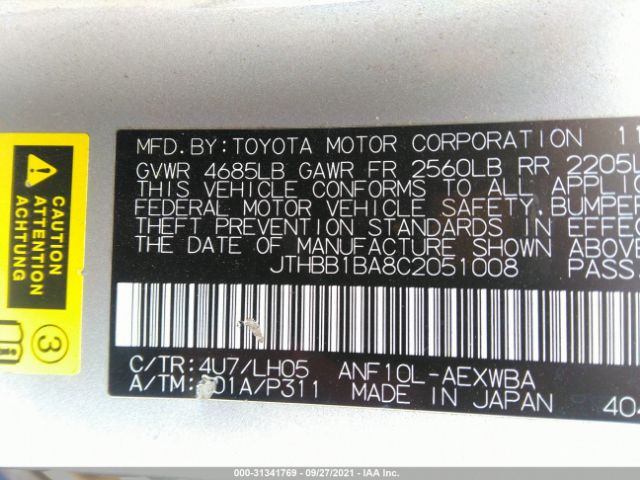 MFD.BY:TOYOTA MOTOR CORPORATION 11
GVWR 4685LB GAWR FR 2560LB RR 2205L
THIS VEHICLE CONFORMS TO ALL APPLIC
FEDERAL MOTOR VEHICLE SAFETY, BUMPER
THEFT PREVENTION STANDARDS IN EFFEC
THE DATE OF MANUFACTURE SHOWN ABOVE
JTHBB1BA8C2051008 PASS
C/TR:4U7/LH05 ANF10L-AEXWBA
A/TM: 01A/P311 MADE IN JAPAN 40
CAUTION
ATTENTION
ACHTUNG
3
000-31341769 - 09/27/2021 - IAA Inc.